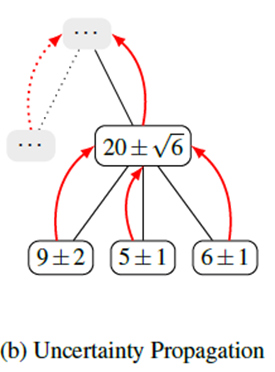 ...
...
20 ± √6
9 ± 2 5 ± 1 6 ± 1
(b) Uncertainty Propagation